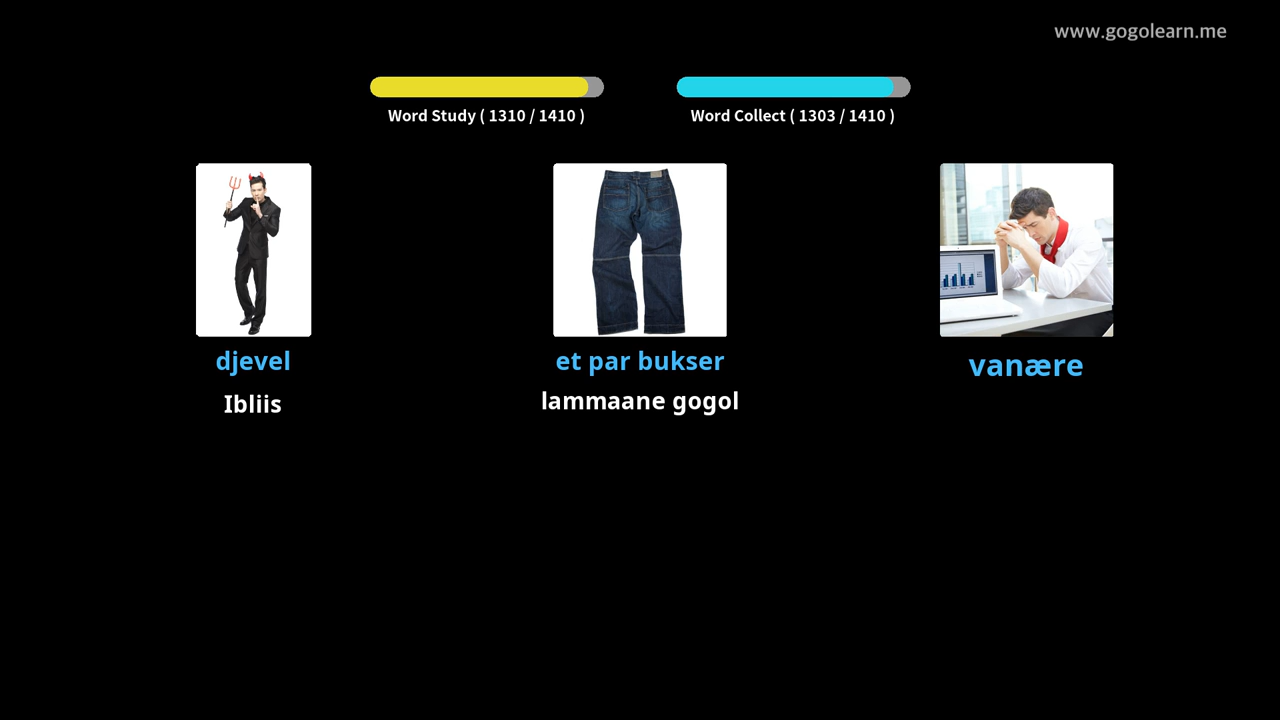 www.gogolearn.me
Word Study ( 1310 / 1410 )
Word Collect ( 1303 / 1410 )
djevel
et par bukser
vanære
Ibliis
lammaane gogol